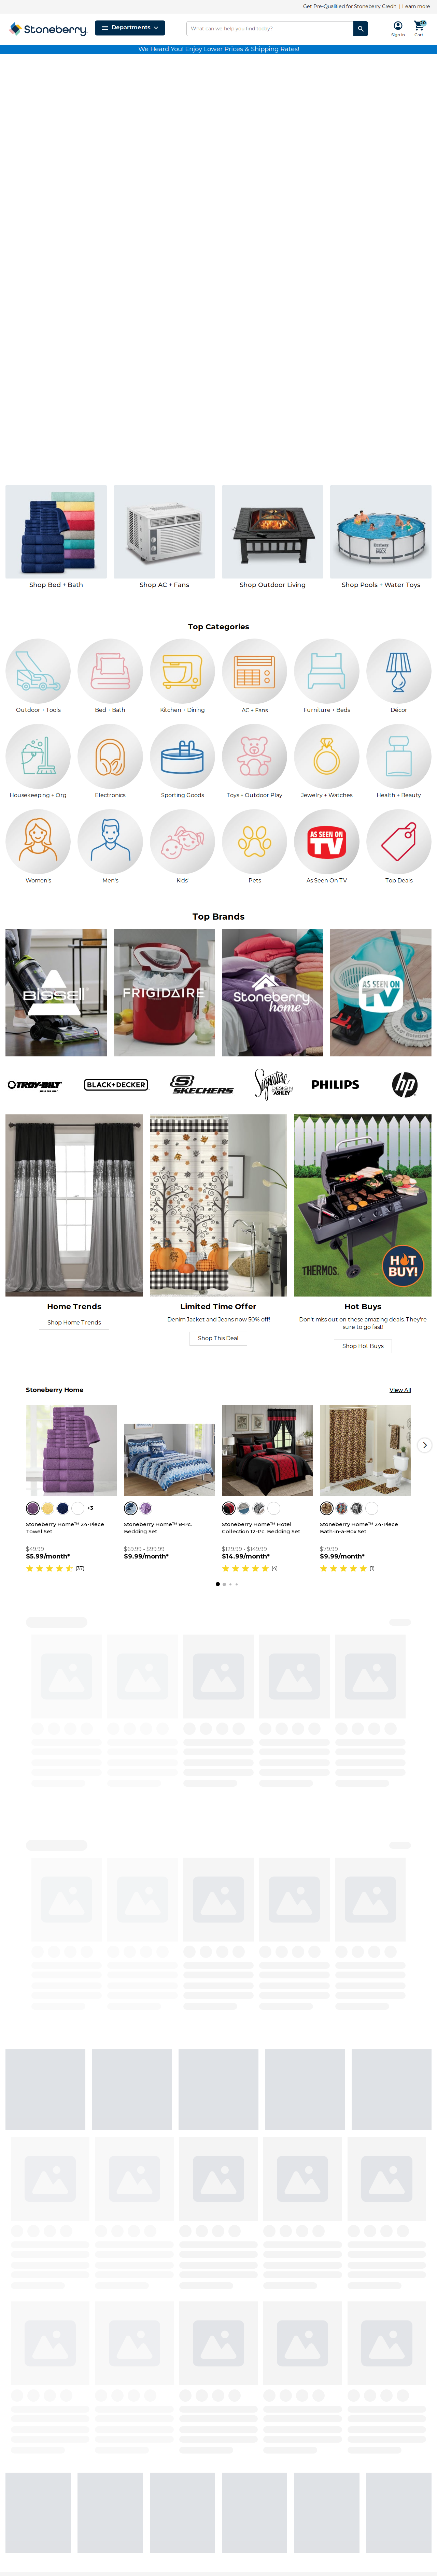 Get Pre-Qualified for Stoneberry Credit | Learn more
Stoneberry
Departments
What can we help you find today?
Sign In
Cart
We Heard You! Enjoy Lower Prices & Shipping Rates!
Shop Bed + Bath
Shop AC + Fans
Shop Outdoor Living
Shop Pools + Water Toys
Top Categories
Outdoor + Tools
Bed + Bath
Kitchen + Dining
AC + Fans
Furniture + Beds
Décor
Housekeeping + Org
Electronics
Sporting Goods
Toys + Outdoor Play
Jewelry + Watches
Health + Beauty
AS SEEN ON
TV
Women's
Men's
Kids'
Pets
As Seen On TV
Top Deals
Top Brands
BISSELL
FRIGIDAIRE
Stoneberry
home
AS SEEN ON
TV
TROY-BILT
BLACK+DECKER
SKECHERS
Signature
DESIGN
BY ASHLEY
PHILIPS
hp
THERMOS
HOT
BUY!
Home Trends
Shop Home Trends
Limited Time Offer
Denim Jacket and Jeans now 50% off!
Shop This Deal
Hot Buys
Don't miss out on these amazing deals. They're
sure to go fast!
Shop Hot Buys
Stoneberry Home
View All
+3
Stoneberry Home™ 24-Piece
Towel Set
$49.99
$5.99/month*
(37)
Stoneberry Home™ 8-Pc.
Bedding Set
$69.99 - $99.99
$9.99/month*
Stoneberry Home™ Hotel
Collection 12-Pc. Bedding Set
$129.99 - $149.99
$14.99/month*
(4)
Stoneberry Home™ 24-Piece
Bath-in-a-Box Set
$79.99
$9.99/month*
(1)